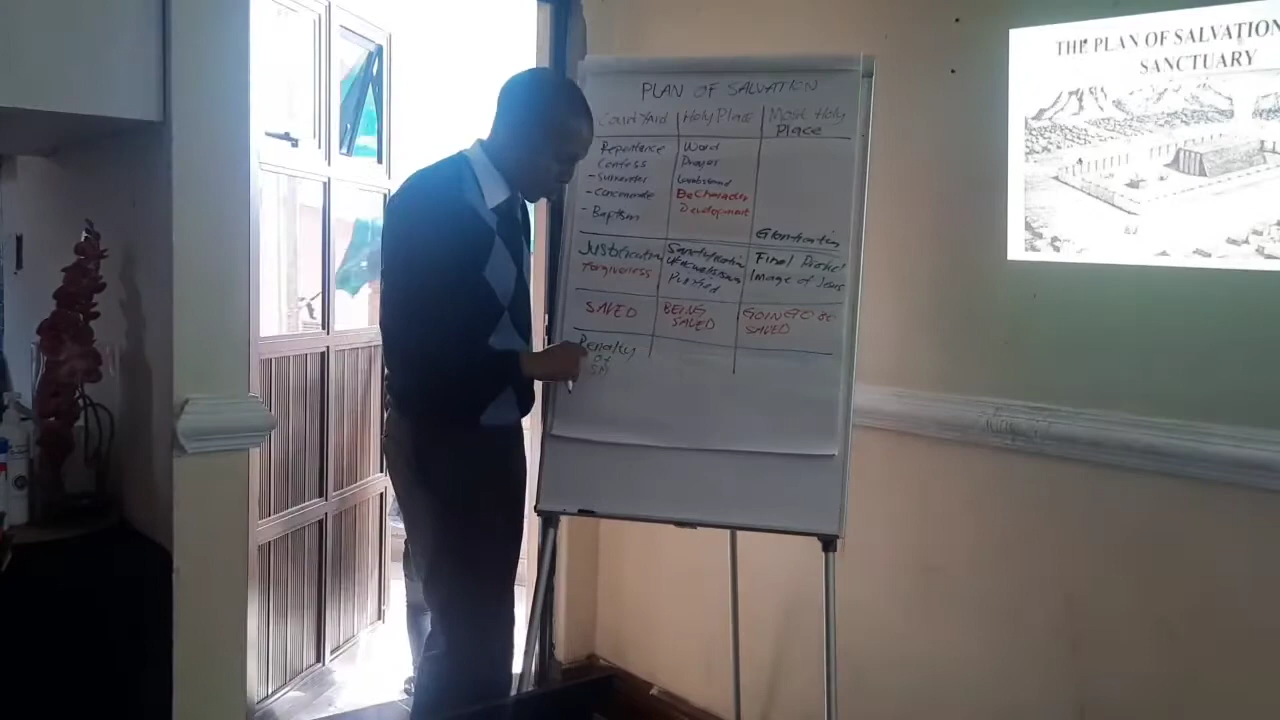 PLAN OF SALVATION
CourtYard Holy Place Most Holy
Place
Repentance Word
Confess Prayer
- Surrender
- Baptism Character
Development
Justification
Forgiveness Final Product
Purified Image of Jesus
SAVED BEING SAVED GOING TO BE SAVED
Penalty
Of
Sin
THE PLAN OF SALVATION
SANCTUARY